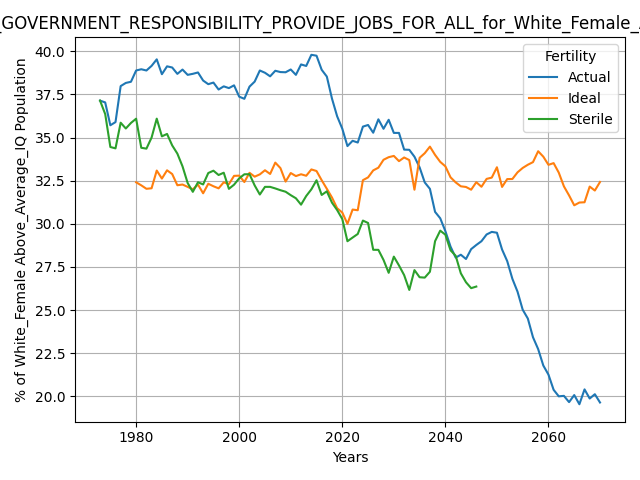 _GOVERNMENT_RESPONSIBILITY_PROVIDE_JOBS_FOR_ALL_for_White_Female_
% of White_Female Above_Average_IQ Population
40.0
37.5
35.0
32.5
30.0
27.5
25.0
22.5
20.0
Fertility
Actual
Ideal
Sterile
1980
2000
2020
2040
2060
Years